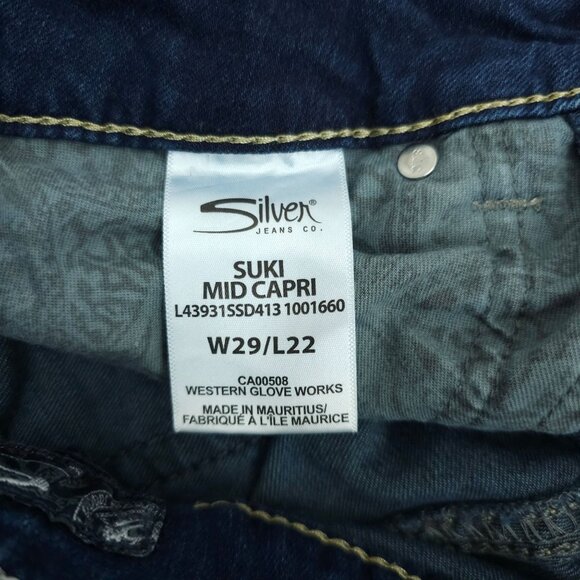 Silver®
JEANS CO.
SUKI
MID CAPRI
L43931SSD413 1001660
W29/L22
CA00508
WESTERN GLOVE WORKS
MADE IN MAURITIUS/
FABRIQUÉ À L'ÎLE MAURICE